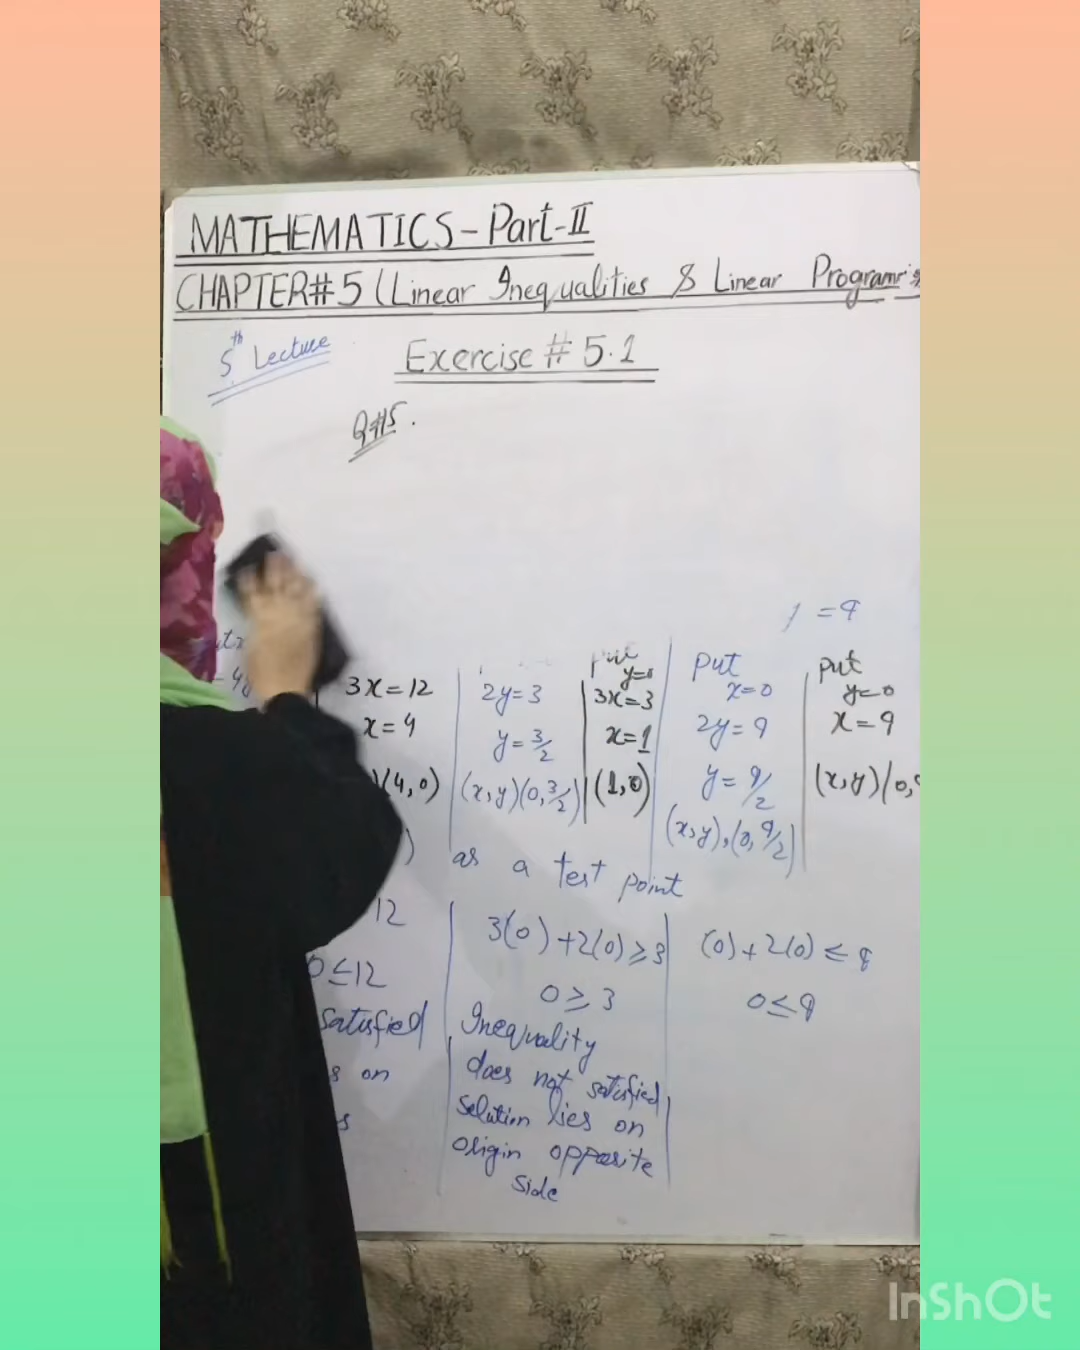 MATHEMATICS - Part-II
CHAPTER# 5 (Linear Inequalities & Linear
5th Lecture
Exercise # 5.1
Q#5.
= 9
3x=12
x=4
(4,0)
2y=3
y=3/2
(x,y)(0,3/2)
put
y=0
3x=3
x=1
(1,0)
put
x=0
2y=9
y=9/2
(x,y),(0,9/2)
put
y=0
x=9
(x,y)(0,
) as a test point
12
0≤12
satisfied
on
3(0)+2(0)≥3
0≥3
Inequality
does not satisfied
solution lies on
origin opposite
side
(0)+2(0)≤9
0≤9
InShOt